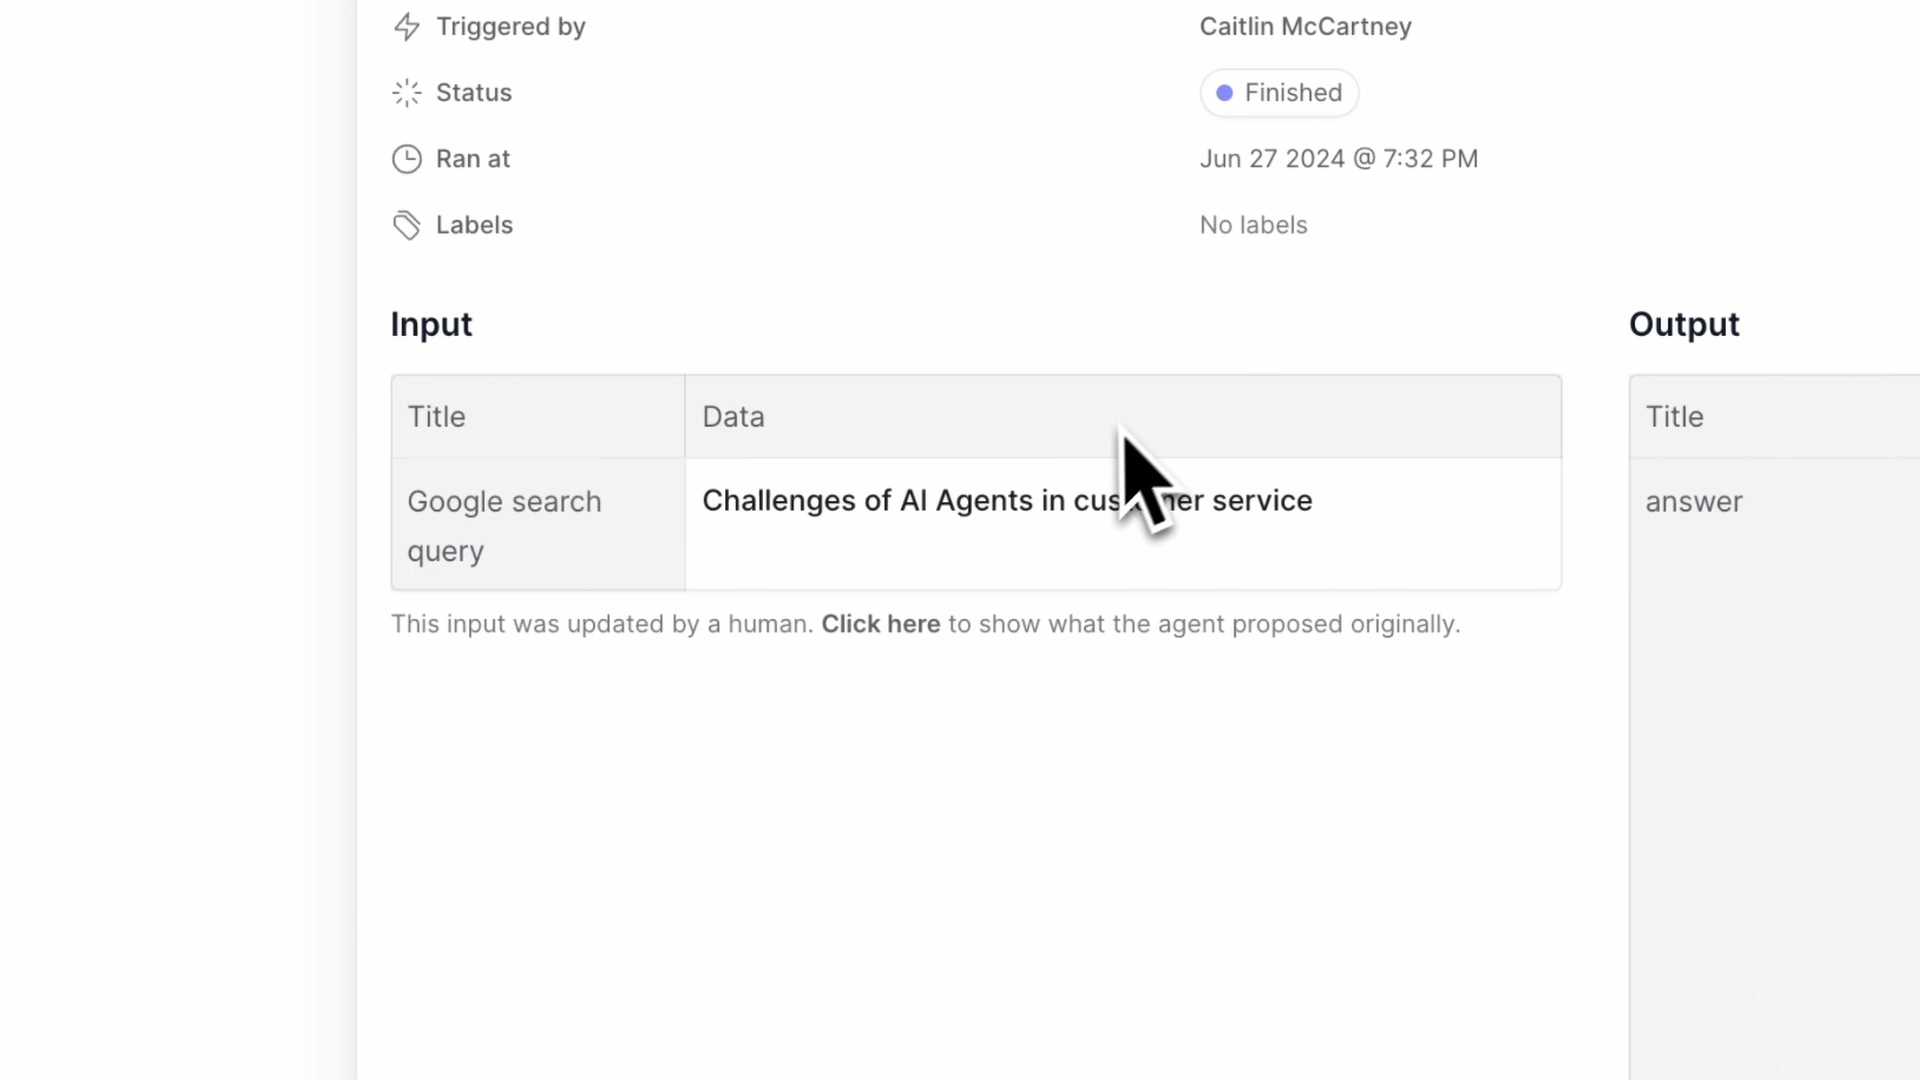 Triggered by
Caitlin McCartney
Status
Finished
Ran at
Jun 27 2024 @ 7:32 PM
Labels
No labels
Input
Output
Title
Data
Title
Google search
query
Challenges of AI Agents in customer service
answer
This input was updated by a human. Click here to show what the agent proposed originally.